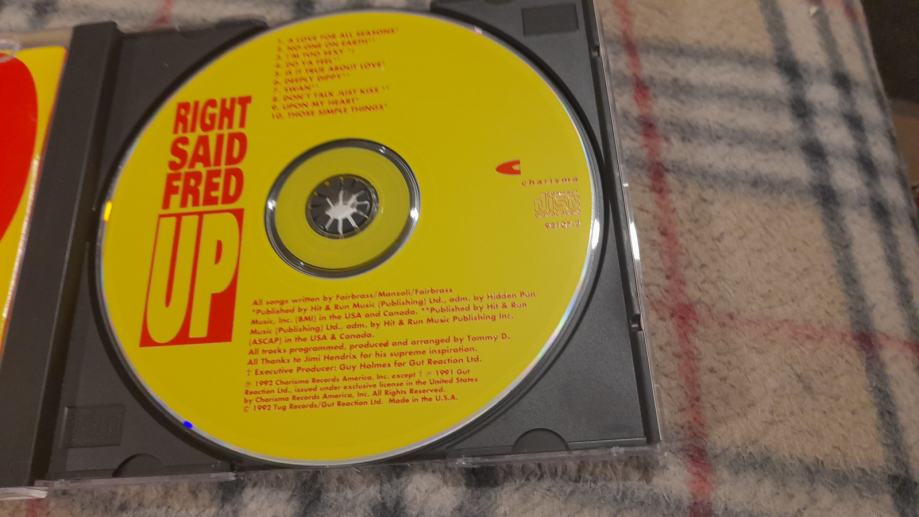 1. A LOVE FOR ALL SEASONS*
2. NO ONE ON EARTH**
3. I'M TOO SEXY *†
4. DO YA FEEL**
5. IS IT TRUE ABOUT LOVE*
6. DEEPLY DIPPY**
7. SWAN**
8. DON'T TALK JUST KISS **
9. UPON MY HEART*
10. THOSE SIMPLE THINGS*
RIGHT
SAID
FRED
UP
charisma
COMPACT
disc
DIGITAL AUDIO
92107-2
All songs written by Fairbrass/Manzoli/Fairbrass
*Published by Hit & Run Music (Publishing) Ltd., adm. by Hidden Pun
Music, Inc. (BMI) in the USA and Canada. **Published by Hit & Run
Music (Publishing) Ltd., adm. by Hit & Run Music Publishing Inc.
(ASCAP) in the USA & Canada.
All tracks programmed, produced and arranged by Tommy D.
All Thanks to Jimi Hendrix for his supreme inspiration.
† Executive Producer: Guy Holmes for Gut Reaction Ltd.
℗ 1992 Charisma Records America, Inc. except † ℗ 1991 Gut
Reaction Ltd., issued under exclusive license in the United States
by Charisma Records America, Inc. All Rights Reserved.
© 1992 Tug Records/Gut Reaction Ltd. Made in the U.S.A.